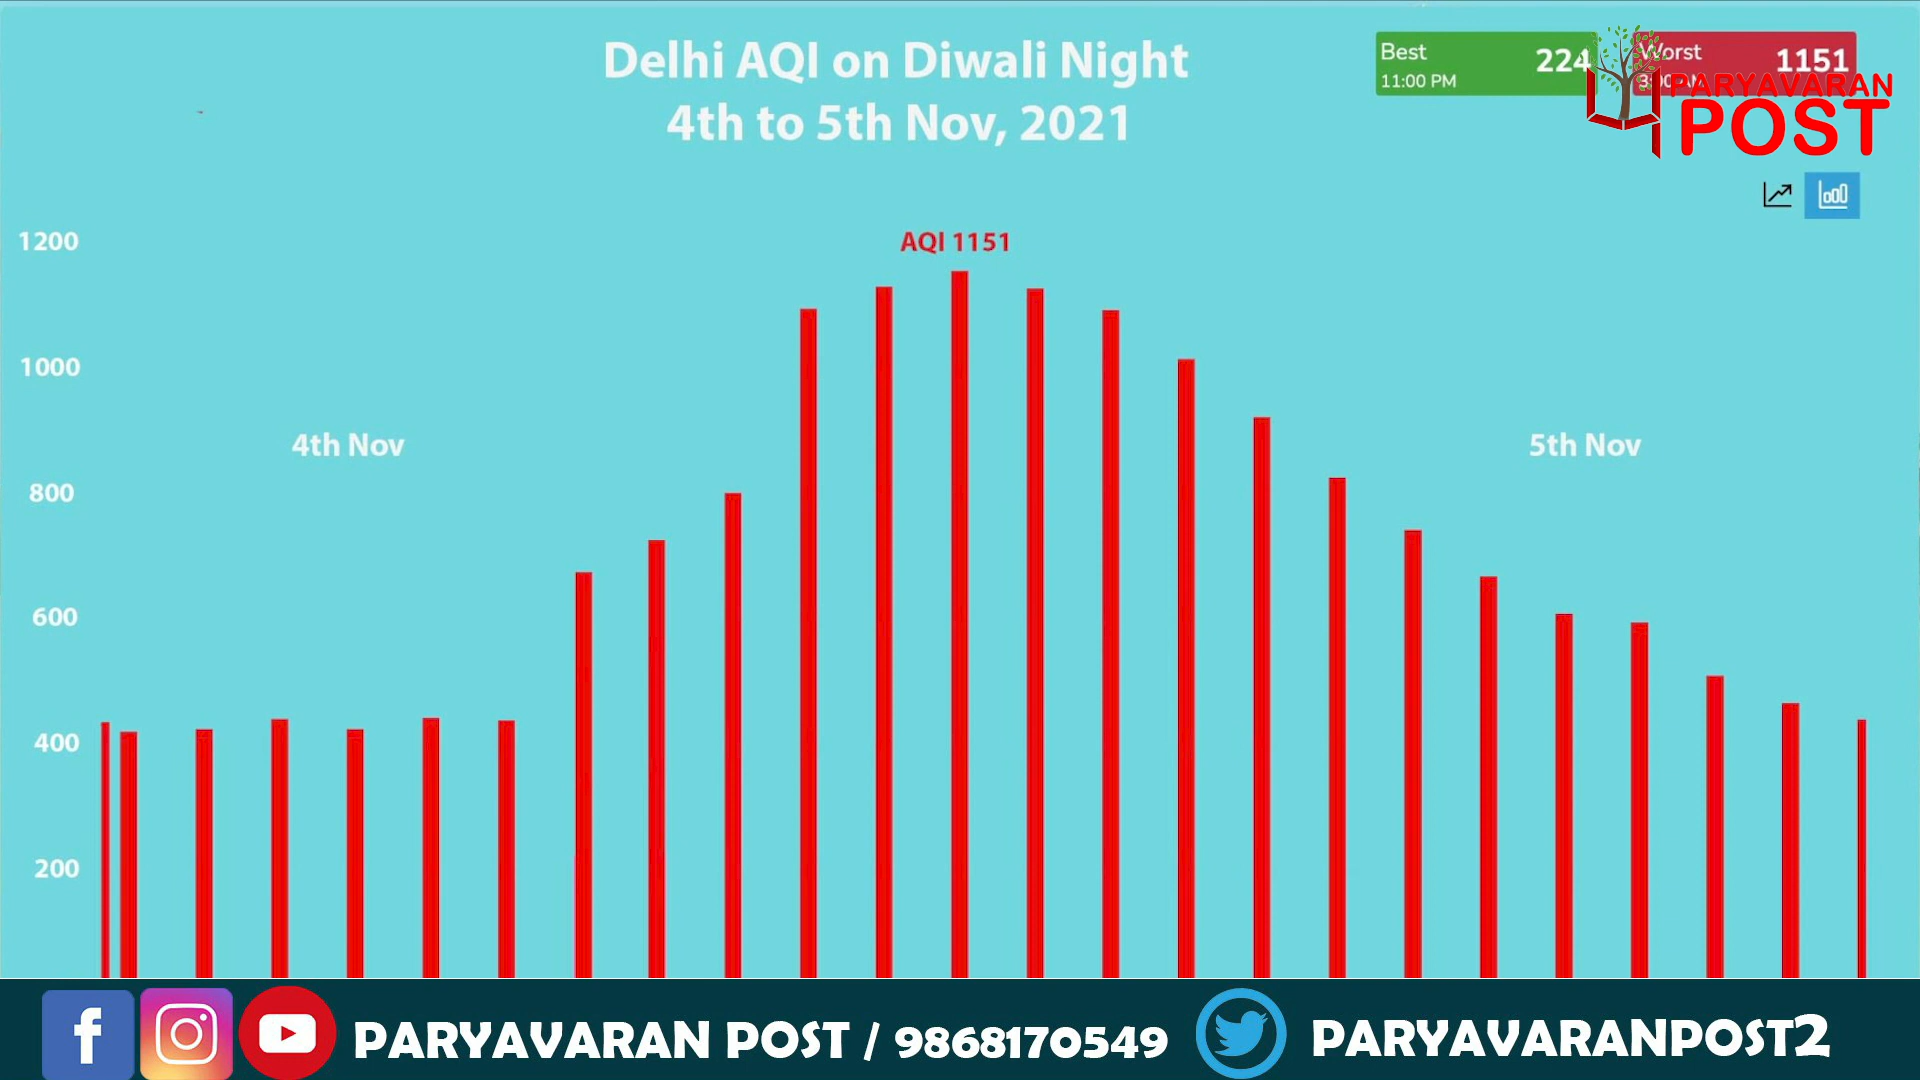 Delhi AQI on Diwali Night
4th to 5th Nov, 2021
Best 224
11:00 PM
Worst 1151
PARYAVARAN
POST
1200
AQI 1151
1000
4th Nov
5th Nov
800
600
400
200
PARYAVARAN POST / 9868170549
PARYAVARANPOST2